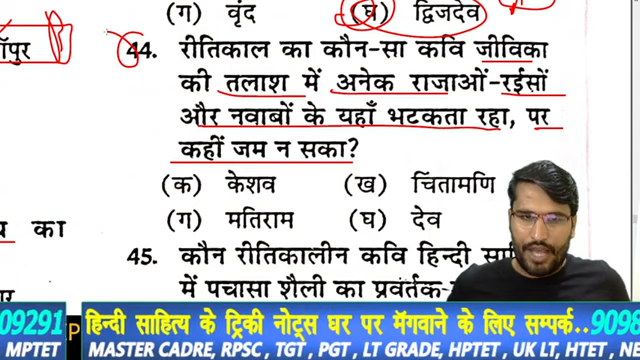 (ग) वृंद (घ) द्विजदेव
44. रीतिकाल का कौन-सा कवि जीविका
की तलाश में अनेक राजाओं-रईसों
और नवाबों के यहाँ भटकता रहा, पर
कहीं जम न सका?
(क) केशव (ख) चिंतामणि
(ग) मतिराम (घ) देव
का
45. कौन रीतिकालीन कवि हिन्दी
में पचासा शैली का प्रवर्तक
09291 हिन्दी साहित्य के ट्रिकी नोट्स घर पर मॅगवाने के लिए सम्पर्क..9098
MPTET P MASTER CADRE, RPSC, TGT, PGT, LT GRADE, HPTET, UK LT, HTET,